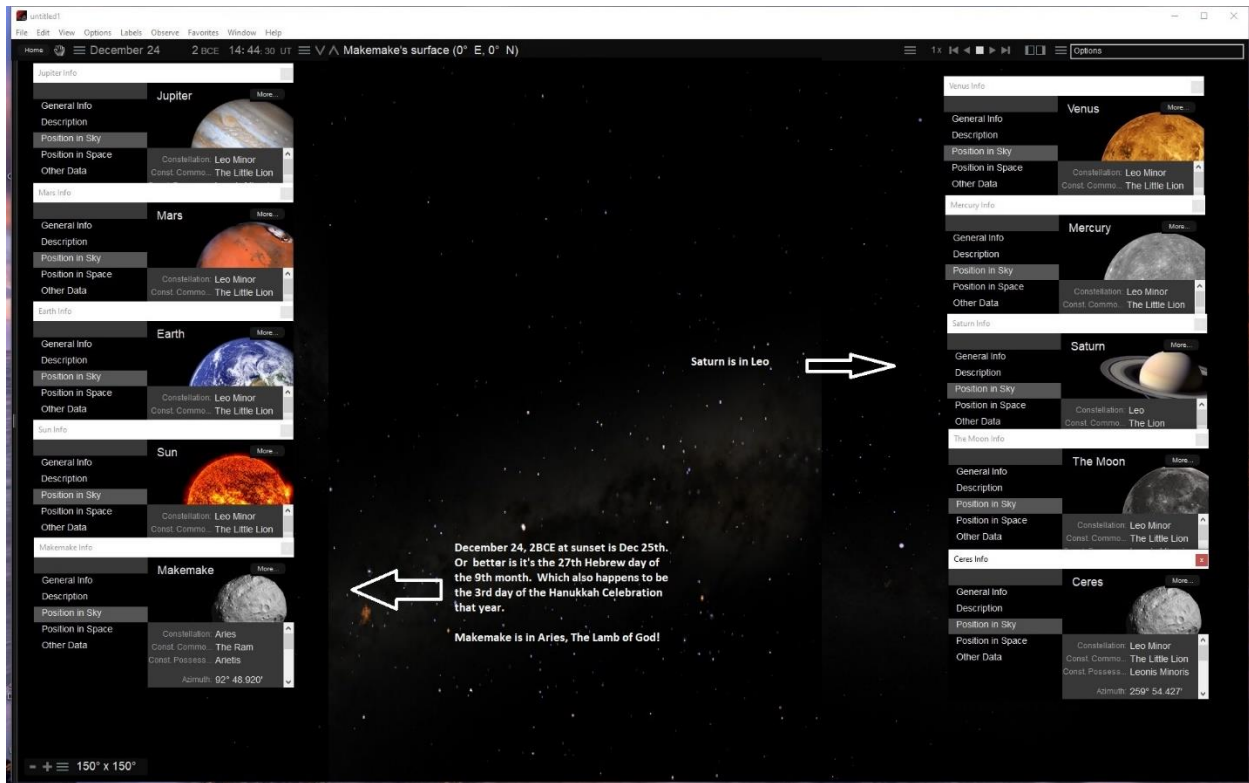 untitled1
File Edit View Options Labels Observe Favorites Window Help
Home December 24 2 BCE 14:44:30 UT Makemake's surface (0° E, 0° N) 1x Options
Jupiter Info
Jupiter More...
General Info
Description
Position in Sky
Position in Space
Other Data
Constellation: Leo Minor
Const. Commo... The Little Lion
Mars Info
Mars More...
General Info
Description
Position in Sky
Position in Space
Other Data
Constellation: Leo Minor
Const. Commo... The Little Lion
Earth Info
Earth More...
General Info
Description
Position in Sky
Position in Space
Other Data
Constellation: Leo Minor
Const. Commo... The Little Lion
Sun Info
Sun More...
General Info
Description
Position in Sky
Position in Space
Other Data
Constellation: Leo Minor
Const. Commo... The Little Lion
Makemake Info
Makemake More...
General Info
Description
Position in Sky
Position in Space
Other Data
Constellation: Aries
Const. Commo... The Ram
Const. Possess... Arietis
Azimuth: 92° 48.920'
Saturn is in Leo
December 24, 2BCE at sunset is Dec 25th.
Or better is it's the 27th Hebrew day of
the 9th month. Which also happens to be
the 3rd day of the Hanukkah Celebration
that year.
Makemake is in Aries, The Lamb of God!
Venus Info
Venus More...
General Info
Description
Position in Sky
Position in Space
Other Data
Constellation: Leo Minor
Const. Commo... The Little Lion
Mercury Info
Mercury More...
General Info
Description
Position in Sky
Position in Space
Other Data
Constellation: Leo Minor
Const. Commo... The Little Lion
Saturn Info
Saturn More...
General Info
Description
Position in Sky
Position in Space
Other Data
Constellation: Leo
Const. Commo... The Lion
The Moon Info
The Moon More...
General Info
Description
Position in Sky
Position in Space
Other Data
Constellation: Leo Minor
Const. Commo... The Little Lion
Ceres Info
Ceres More...
General Info
Description
Position in Sky
Position in Space
Other Data
Constellation: Leo Minor
Const. Commo... The Little Lion
Const. Possess... Leonis Minoris
Azimuth: 259° 54.427'
150° x 150°